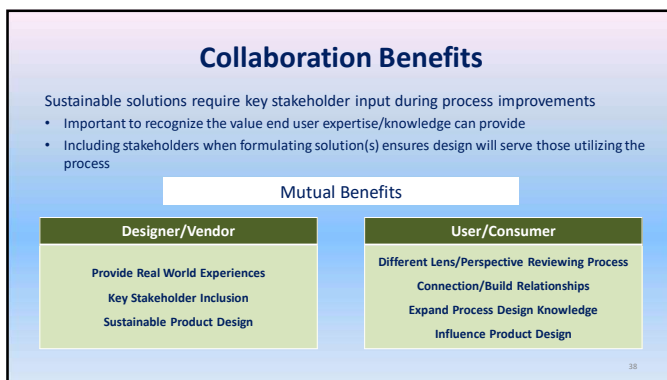 Collaboration Benefits
Sustainable solutions require key stakeholder input during process improvements
• Important to recognize the value end user expertise/knowledge can provide
• Including stakeholders when formulating solution(s) ensures design will serve those utilizing the
process
Mutual Benefits
Designer/Vendor
Provide Real World Experiences
Key Stakeholder Inclusion
Sustainable Product Design
User/Consumer
Different Lens/Perspective Reviewing Process
Connection/Build Relationships
Expand Process Design Knowledge
Influence Product Design
38